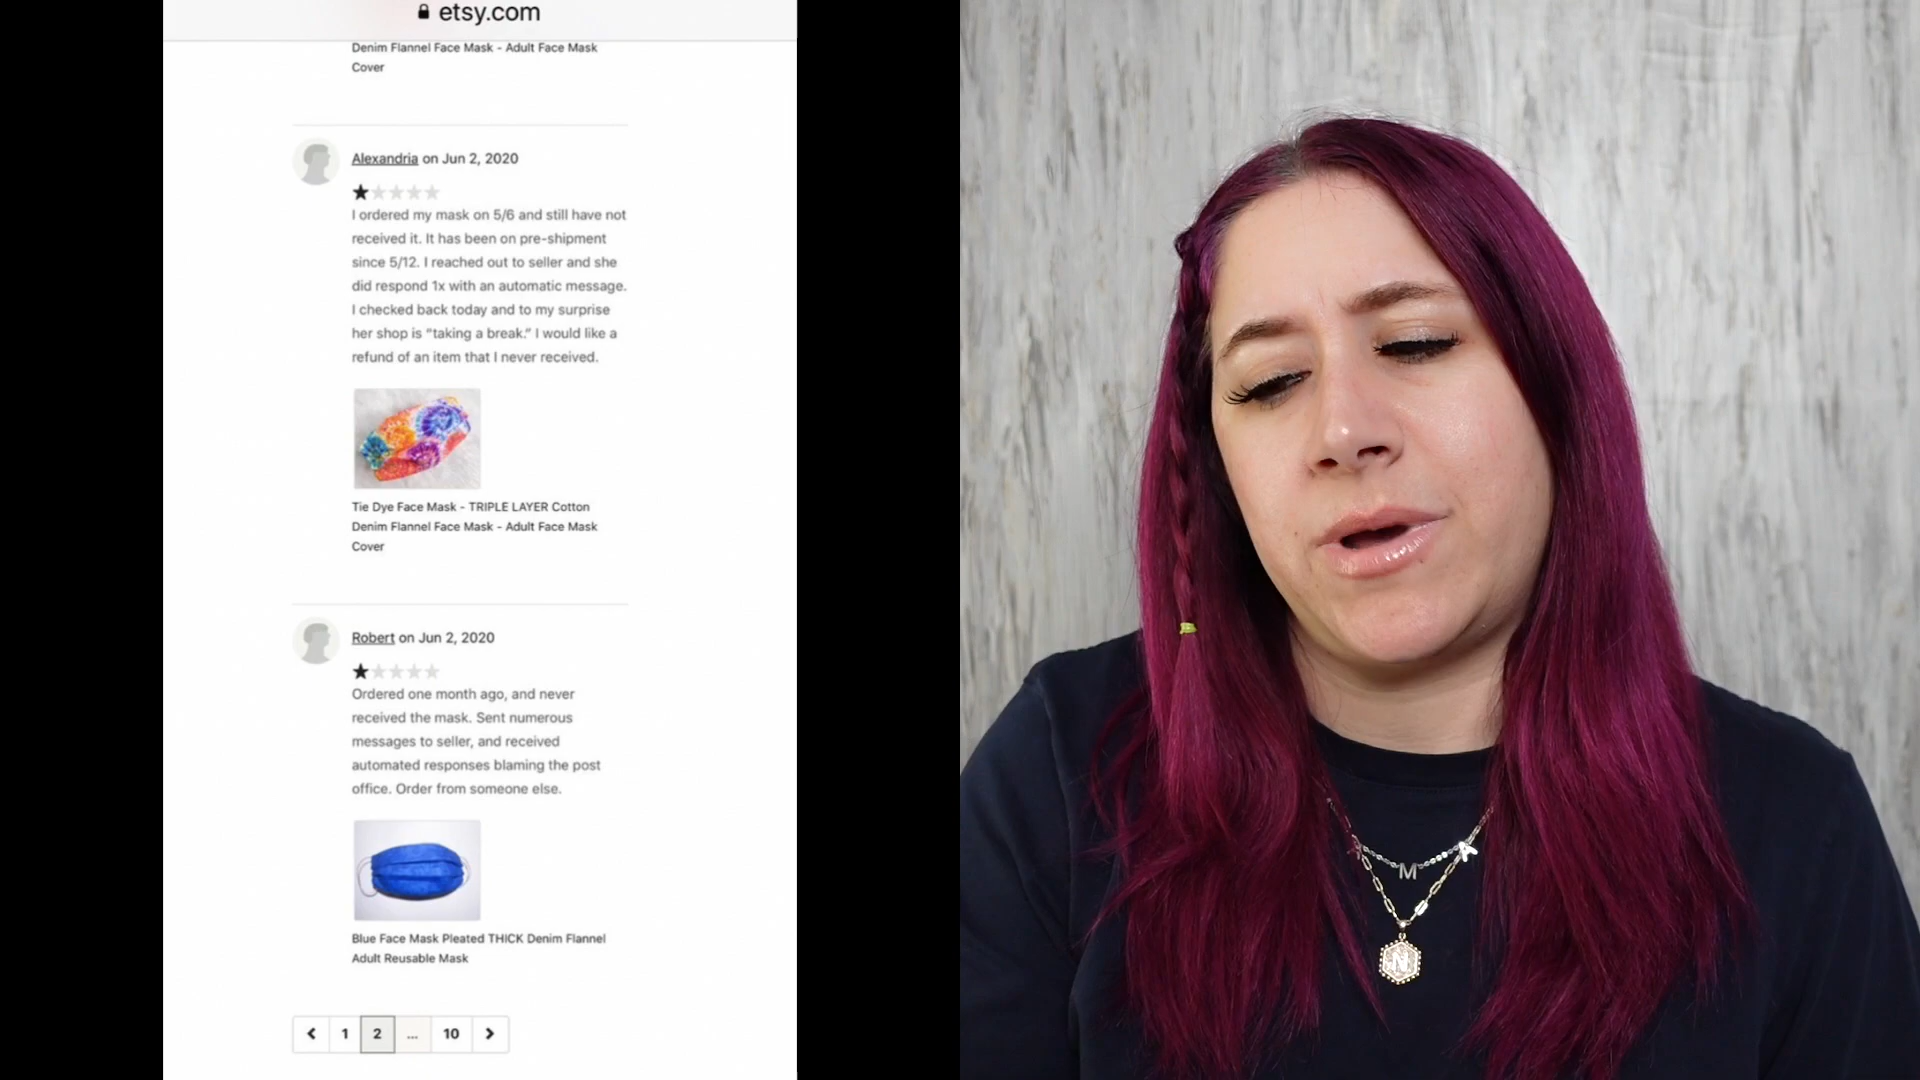 etsy.com
Denim Flannel Face Mask - Adult Face Mask
Cover
Alexandria on Jun 2, 2020
I ordered my mask on 5/6 and still have not
received it. It has been on pre-shipment
since 5/12. I reached out to seller and she
did respond 1x with an automatic message.
I checked back today and to my surprise
her shop is “taking a break.” I would like a
refund of an item that I never received.
Tie Dye Face Mask - TRIPLE LAYER Cotton
Denim Flannel Face Mask - Adult Face Mask
Cover
Robert on Jun 2, 2020
Ordered one month ago, and never
received the mask. Sent numerous
messages to seller, and received
automated responses blaming the post
office. Order from someone else.
Blue Face Mask Pleated THICK Denim Flannel
Adult Reusable Mask
1 2 ... 10
M A
N